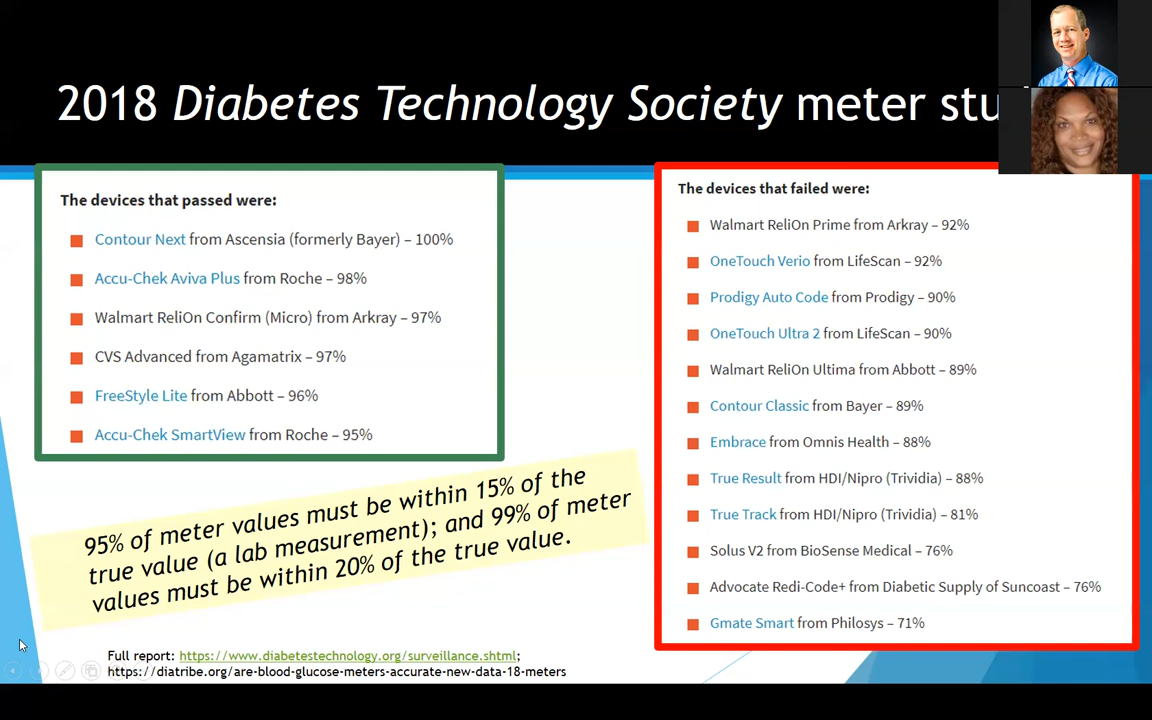 2018 Diabetes Technology Society meter
The devices that passed were:
Contour Next from Ascensia (formerly Bayer) – 100%
Accu-Chek Aviva Plus from Roche – 98%
Walmart ReliOn Confirm (Micro) from Arkray – 97%
CVS Advanced from Agamatrix – 97%
FreeStyle Lite from Abbott – 96%
Accu-Chek SmartView from Roche – 95%
95% of meter values must be within 15% of the
true value (a lab measurement); and 99% of meter
values must be within 20% of the true value.
The devices that failed were:
Walmart ReliOn Prime from Arkray – 92%
OneTouch Verio from LifeScan – 92%
Prodigy Auto Code from Prodigy – 90%
OneTouch Ultra 2 from LifeScan – 90%
Walmart ReliOn Ultima from Abbott – 89%
Contour Classic from Bayer – 89%
Embrace from Omnis Health – 88%
True Result from HDI/Nipro (Trividia) – 88%
True Track from HDI/Nipro (Trividia) – 81%
Solus V2 from BioSense Medical – 76%
Advocate Redi-Code+ from Diabetic Supply of Suncoast – 76%
Gmate Smart from Philosys – 71%
Full report: https://www.diabetestechnology.org/surveillance.shtml;
https://diatribe.org/are-blood-glucose-meters-accurate-new-data-18-meters